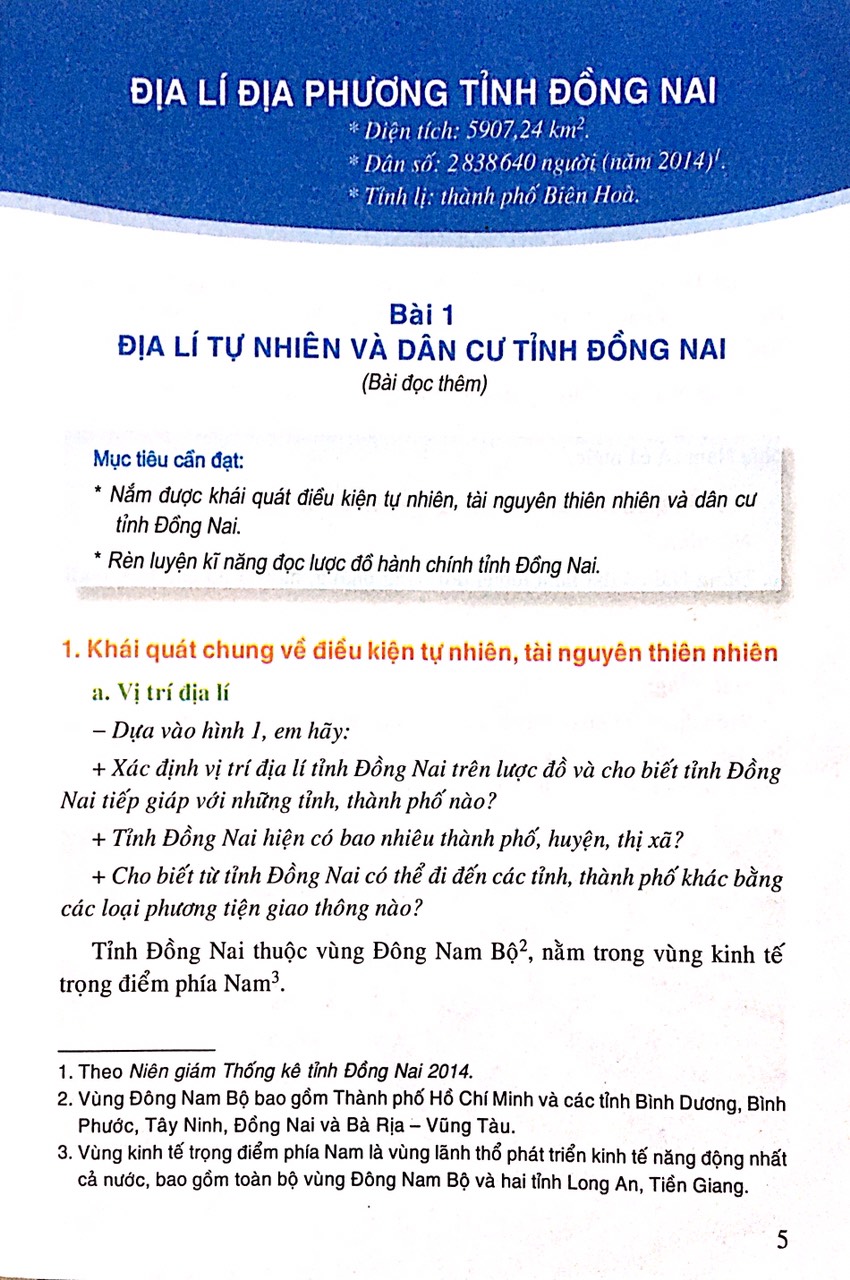 ĐỊA LÍ ĐỊA PHƯƠNG TỈNH ĐỒNG NAI
* Diện tích: 5907,24 km².
* Dân số: 2 838 640 người (năm 2014)¹.
* Tỉnh lị: thành phố Biên Hoà.
Bài 1
ĐỊA LÍ TỰ NHIÊN VÀ DÂN CƯ TỈNH ĐỒNG NAI
(Bài đọc thêm)
Mục tiêu cần đạt:
* Nắm được khái quát điều kiện tự nhiên, tài nguyên thiên nhiên và dân cư
tỉnh Đồng Nai.
* Rèn luyện kĩ năng đọc lược đồ hành chính tỉnh Đồng Nai.
1. Khái quát chung về điều kiện tự nhiên, tài nguyên thiên nhiên
a. Vị trí địa lí
– Dựa vào hình 1, em hãy:
+ Xác định vị trí địa lí tỉnh Đồng Nai trên lược đồ và cho biết tỉnh Đồng
Nai tiếp giáp với những tỉnh, thành phố nào?
+ Tỉnh Đồng Nai hiện có bao nhiêu thành phố, huyện, thị xã?
+ Cho biết từ tỉnh Đồng Nai có thể đi đến các tỉnh, thành phố khác bằng
các loại phương tiện giao thông nào?
Tỉnh Đồng Nai thuộc vùng Đông Nam Bộ², nằm trong vùng kinh tế
trọng điểm phía Nam³.
1. Theo Niên giám Thống kê tỉnh Đồng Nai 2014.
2. Vùng Đông Nam Bộ bao gồm Thành phố Hồ Chí Minh và các tỉnh Bình Dương, Bình
Phước, Tây Ninh, Đồng Nai và Bà Rịa – Vũng Tàu.
3. Vùng kinh tế trọng điểm phía Nam là vùng lãnh thổ phát triển kinh tế năng động nhất
cả nước, bao gồm toàn bộ vùng Đông Nam Bộ và hai tỉnh Long An, Tiền Giang.
5